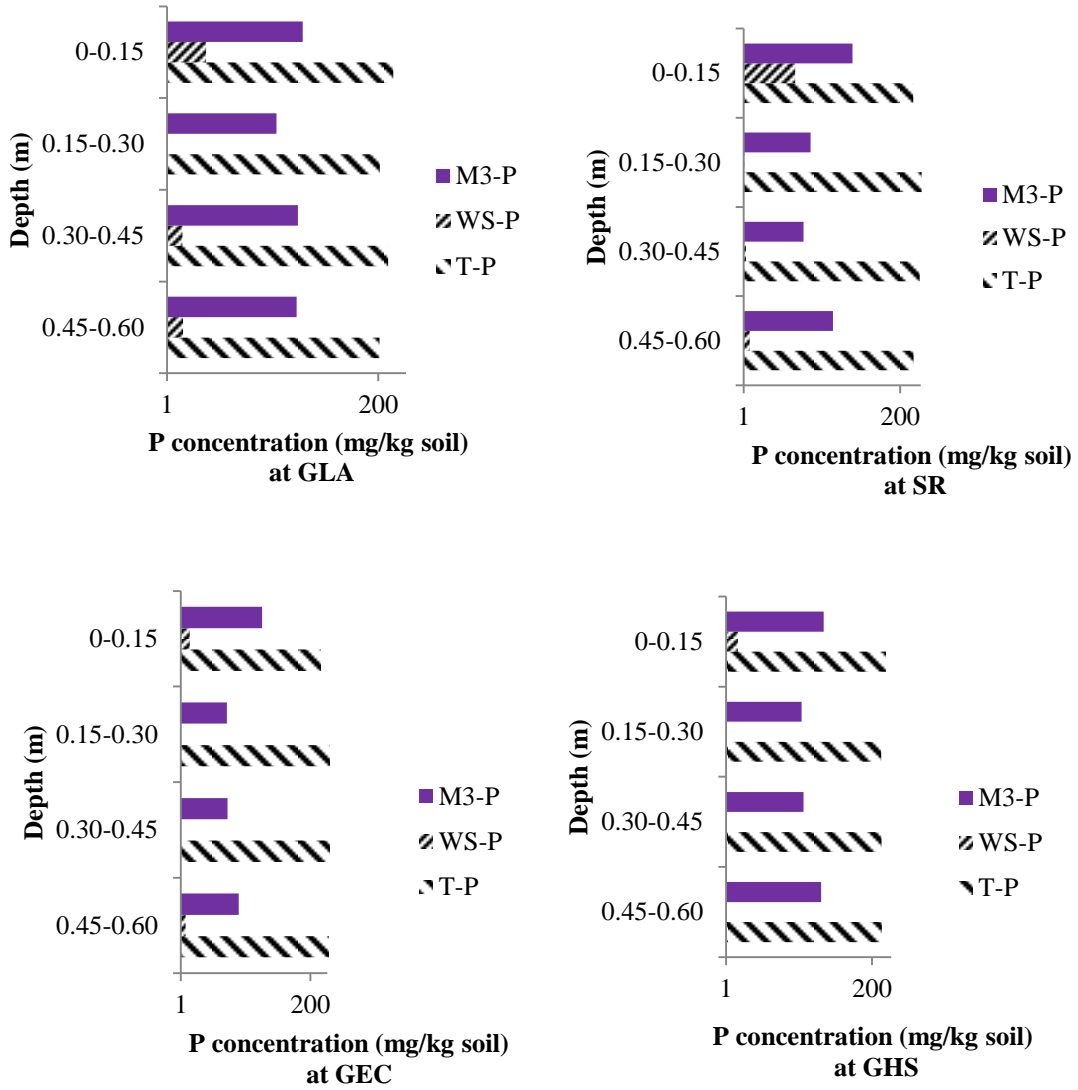 Depth (m)
0-0.15
0.15-0.30
0.30-0.45
0.45-0.60
1
200
P concentration (mg/kg soil)
at GLA
M3-P
WS-P
T-P
Depth (m)
0-0.15
0.15-0.30
0.30-0.45
0.45-0.60
1
200
P concentration (mg/kg soil)
at SR
M3-P
WS-P
T-P
Depth (m)
0-0.15
0.15-0.30
0.30-0.45
0.45-0.60
1
200
P concentration (mg/kg soil)
at GEC
M3-P
WS-P
T-P
Depth (m)
0-0.15
0.15-0.30
0.30-0.45
0.45-0.60
1
200
P concentration (mg/kg soil)
at GHS
M3-P
WS-P
T-P